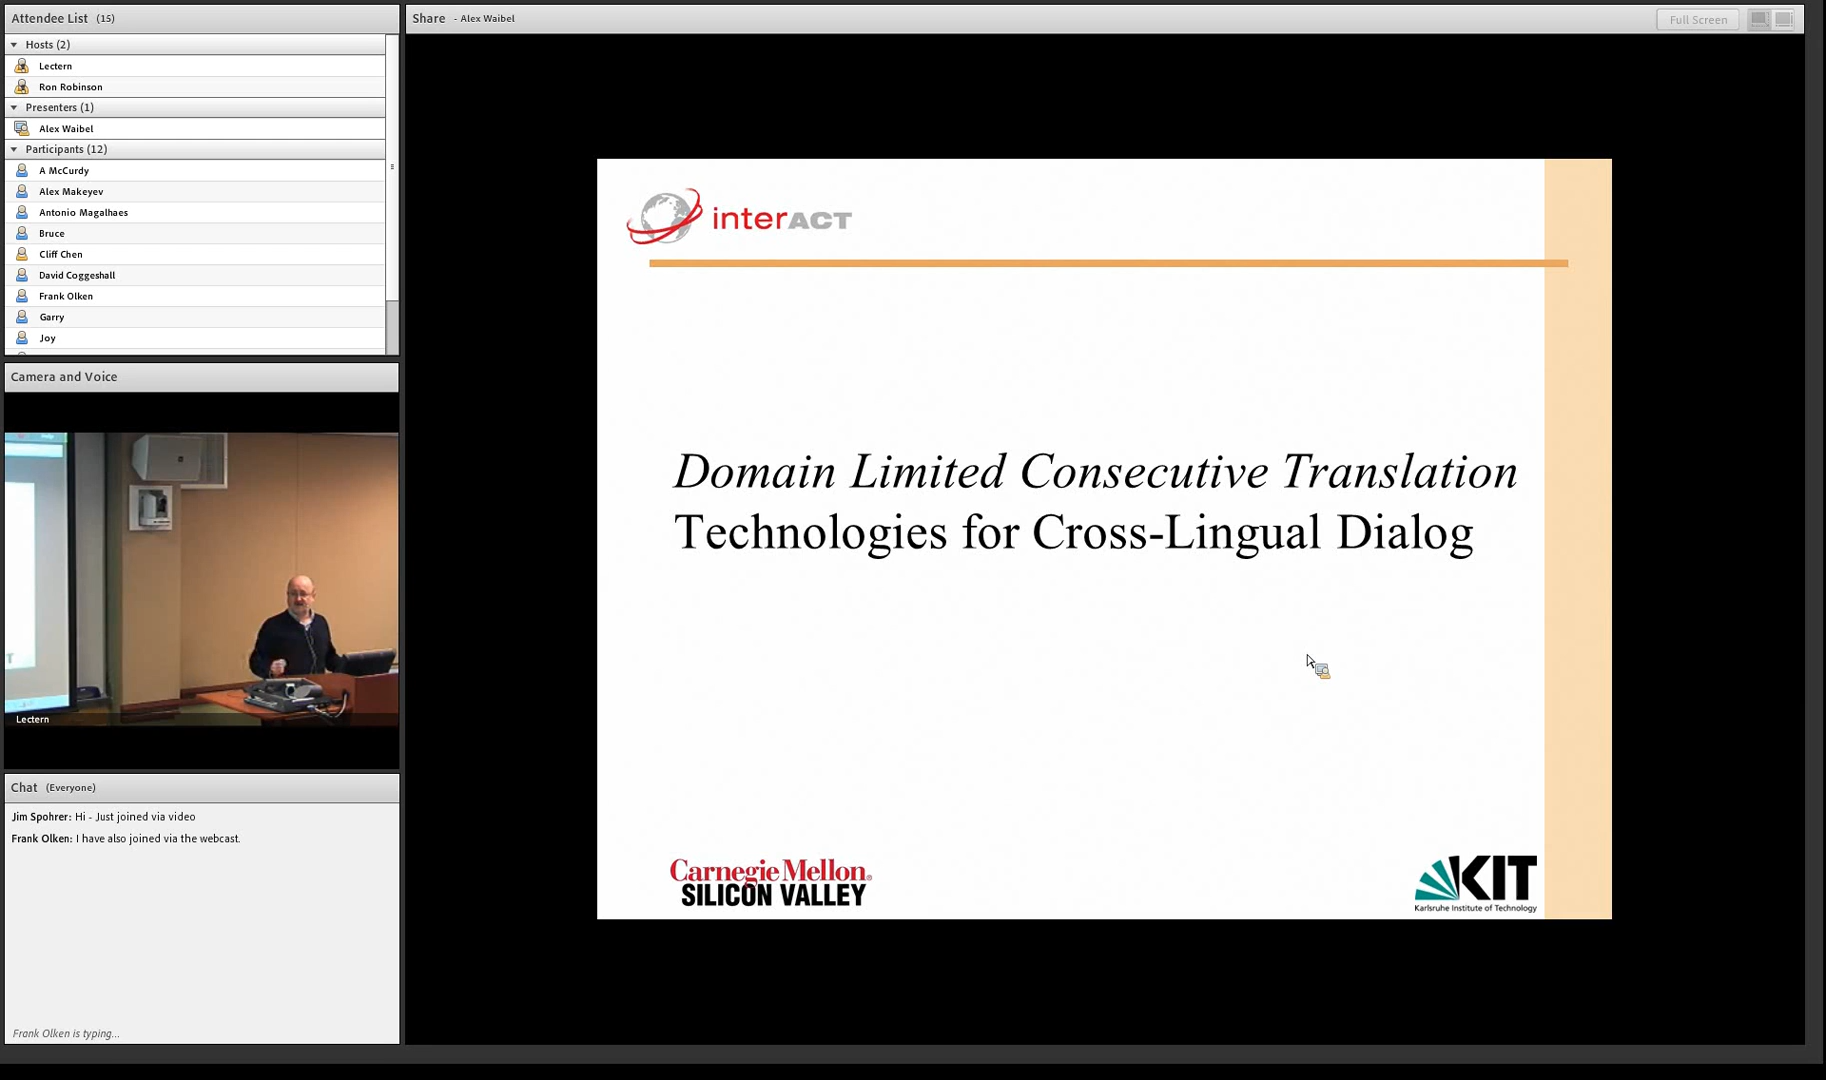 Attendee List (15)
Hosts (2)
Lectern
Ron Robinson
Presenters (1)
Alex Waibel
Participants (12)
A McCurdy
Alex Makeyev
Antonio Magalhaes
Bruce
Cliff Chen
David Coggeshall
Frank Olken
Garry
Joy
Camera and Voice
Lectern
Chat (Everyone)
Jim Spohrer: Hi - Just joined via video
Frank Olken: I have also joined via the webcast.
Frank Olken is typing...
Share - Alex Waibel
Full Screen
interACT
Domain Limited Consecutive Translation
Technologies for Cross-Lingual Dialog
Carnegie Mellon®
SILICON VALLEY
KIT
Karlsruhe Institute of Technology